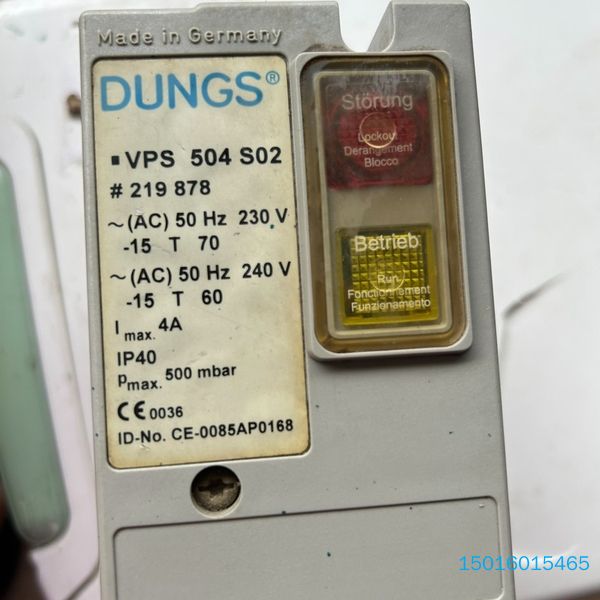 Made in Germany
DUNGS®
▪VPS 504 S02
# 219 878
~(AC) 50 Hz 230 V
-15 T 70
~(AC) 50 Hz 240 V
-15 T 60
I max. 4A
IP40
pmax. 500 mbar
CE 0036
ID-No. CE-0085AP0168
Störung
Lockout
Derangement
Blocco
Betrieb
Run
Fonctionnement
Funzionamento
15016015465